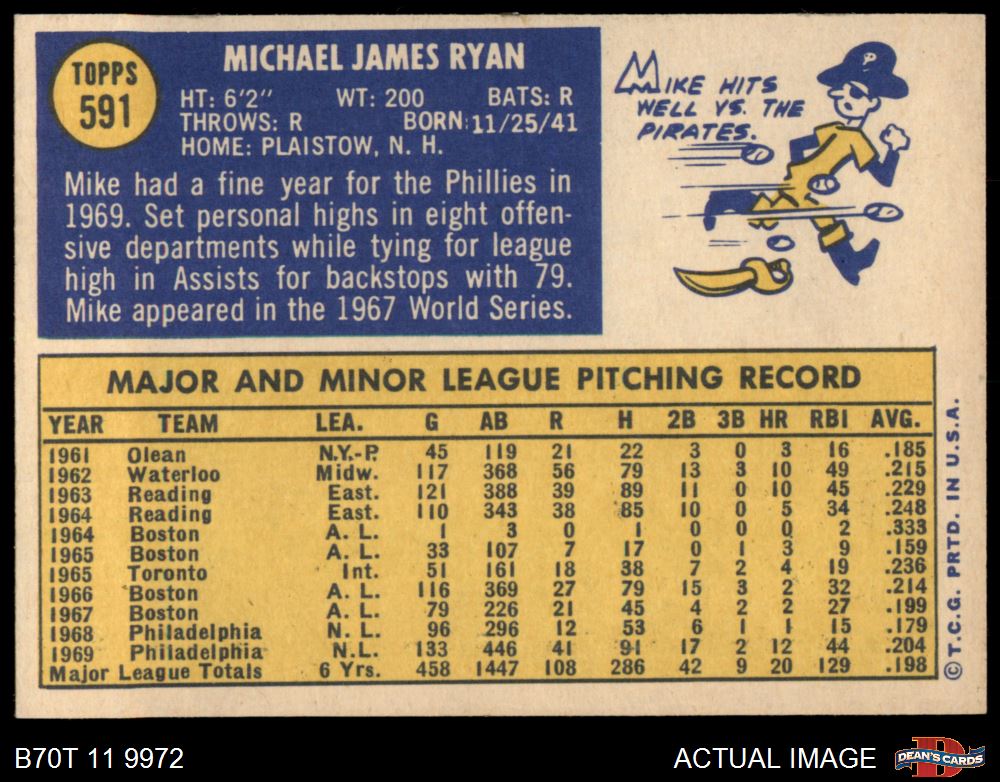 TOPPS
591
MICHAEL JAMES RYAN
HT: 6'2" WT: 200 BATS: R
THROWS: R BORN: 11/25/41
HOME: PLAISTOW, N. H.
Mike had a fine year for the Phillies in
1969. Set personal highs in eight offen-
sive departments while tying for league
high in Assists for backstops with 79.
Mike appeared in the 1967 World Series.
MIKE HITS
WELL VS. THE
PIRATES.
P
MAJOR AND MINOR LEAGUE PITCHING RECORD
YEAR TEAM LEA. G AB R H 2B 3B HR RBI AVG.
1961 Olean N.Y.-P. 45 119 21 22 3 0 3 16 .185
1962 Waterloo Midw. 117 368 56 79 13 3 10 49 .215
1963 Reading East. 121 388 39 89 11 0 10 45 .229
1964 Reading East. 110 343 38 85 10 0 5 34 .248
1964 Boston A. L. 1 3 0 1 0 0 0 2 .333
1965 Boston A. L. 33 107 7 17 0 1 3 9 .159
1965 Toronto Int. 51 161 18 38 7 2 4 19 .236
1966 Boston A. L. 116 369 27 79 15 3 2 32 .214
1967 Boston A. L. 79 226 21 45 4 2 2 27 .199
1968 Philadelphia N. L. 96 296 12 53 6 1 1 15 .179
1969 Philadelphia N.L. 133 446 41 91 17 2 12 44 .204
Major League Totals 6 Yrs. 458 1447 108 286 42 9 20 129 .198
© T.C.G. PRTD. IN U.S.A.
B70T 11 9972
ACTUAL IMAGE
D
DEAN'S CARDS